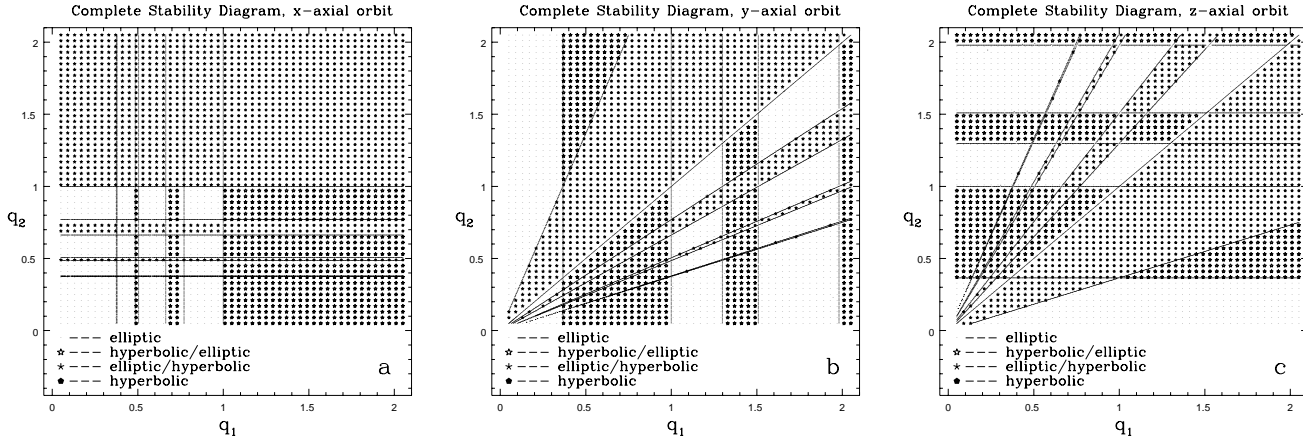 Complete Stability Diagram, x-axial orbit
2
1.5
1
0.5
0
q2
elliptic
hyperbolic/elliptic
elliptic/hyperbolic
hyperbolic
a
0 0.5 1 1.5 2
q1
Complete Stability Diagram, y-axial orbit
2
1.5
1
0.5
0
q2
elliptic
hyperbolic/elliptic
elliptic/hyperbolic
hyperbolic
b
0 0.5 1 1.5 2
q1
Complete Stability Diagram, z-axial orbit
2
1.5
1
0.5
0
q2
elliptic
hyperbolic/elliptic
elliptic/hyperbolic
hyperbolic
c
0 0.5 1 1.5 2
q1